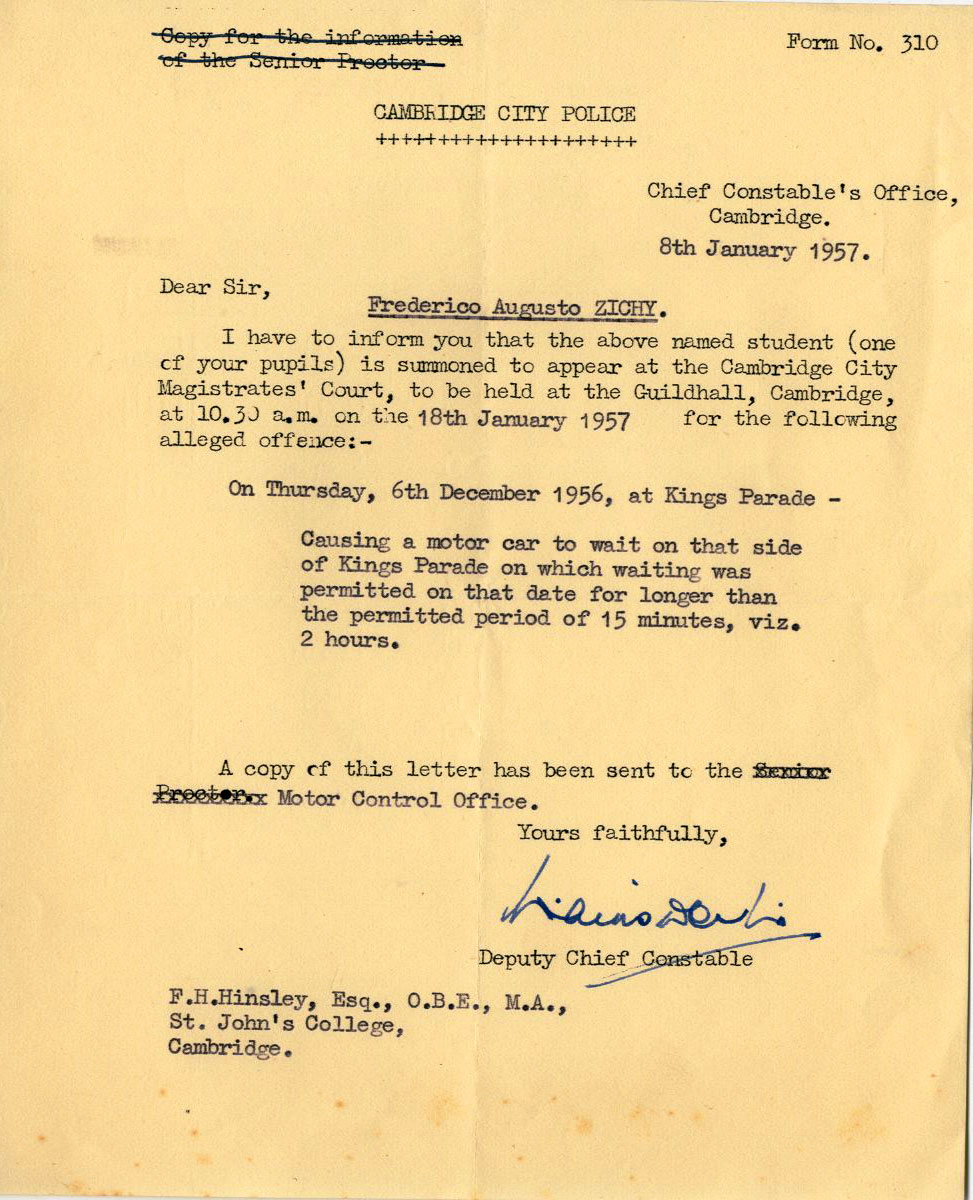 Copy for the information
of the Senior Proctor
Form No. 310
CAMBRIDGE CITY POLICE
+++++++++++++++++++++
Chief Constable's Office,
Cambridge.
8th January 1957.
Dear Sir,
Frederico Augusto ZICHY.
I have to inform you that the above named student (one
of your pupils) is summoned to appear at the Cambridge City
Magistrates' Court, to be held at the Guildhall, Cambridge,
at 10.30 a.m. on the 18th January 1957 for the following
alleged offence:-
On Thursday, 6th December 1956, at Kings Parade -
Causing a motor car to wait on that side
of Kings Parade on which waiting was
permitted on that date for longer than
the permitted period of 15 minutes, viz.
2 hours.
A copy of this letter has been sent to the Senior
Proctor. Motor Control Office.
Yours faithfully,
Deputy Chief Constable
F.H.Hinsley, Esq., O.B.E., M.A.,
St. John's College,
Cambridge.